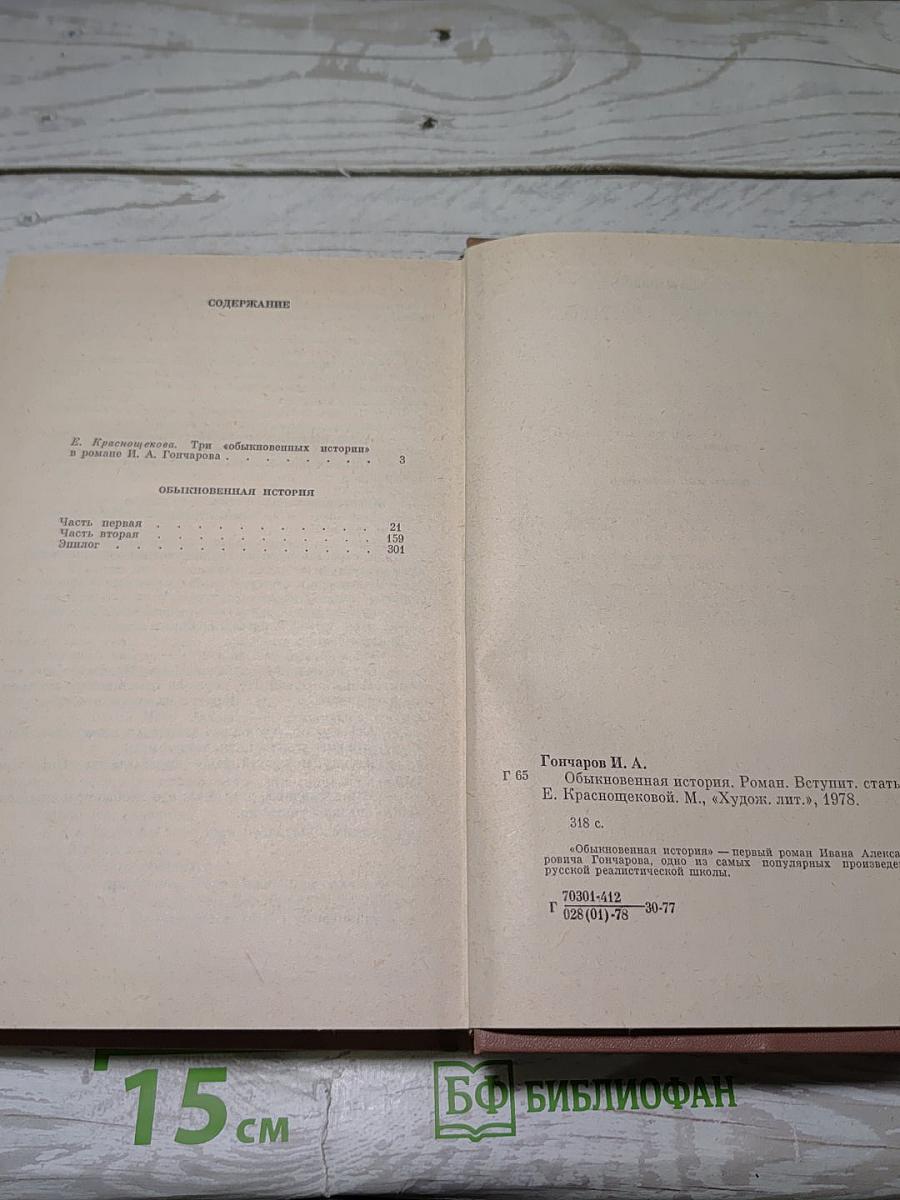 СОДЕРЖАНИЕ
Е. Краснощекова. Три «обыкновенных истории»
в романе И. А. Гончарова . . . . . . . 3
ОБЫКНОВЕННАЯ ИСТОРИЯ
Часть первая . . . . . . . . . . . 21
Часть вторая . . . . . . . . . . . 159
Эпилог . . . . . . . . . . . . . 301
Гончаров И. А.
Г 65 Обыкновенная история. Роман. Вступит. стать
Е. Краснощековой. М., «Худож. лит.», 1978.
318 с.
«Обыкновенная история» — первый роман Ивана Алекса
ровича Гончарова, одно из самых популярных произведе
русской реалистической школы.
Г 70301-412
028(01)-78 30-77
15 см
БФ БИБЛИОФАН